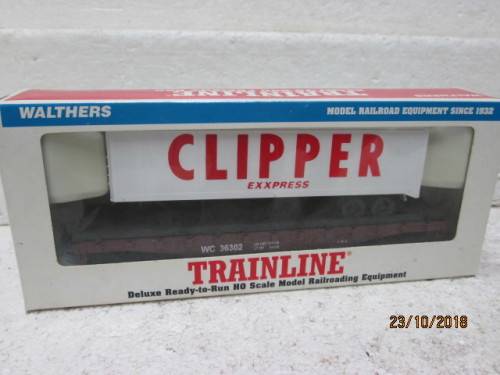 WALTHERS
MODEL RAILROAD EQUIPMENT SINCE 1932
CLIPPER
EXXPRESS
WC 36302
TRAINLINE®
Deluxe Ready-to-Run HO Scale Model Railroading Equipment
23/10/2018